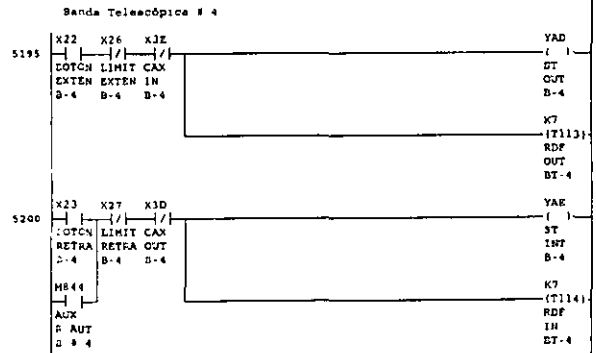 Banda Telescópica # 4
X22 X26 X3E YAD
5195
BOTON LIMIT CAX ST
EXTEN EXTEN IN OUT
B-4 B-4 B-4 B-4
K7
(T113)
RDF
OUT
BT-4
X23 X27 X3D YAE
5200
BOTON LIMIT CAX ST
RETRA RETRA OUT INT
B-4 B-4 B-4 B-4
M844 K7
(T114)
AUX RDF
R AUT IN
B # 4 BT-4